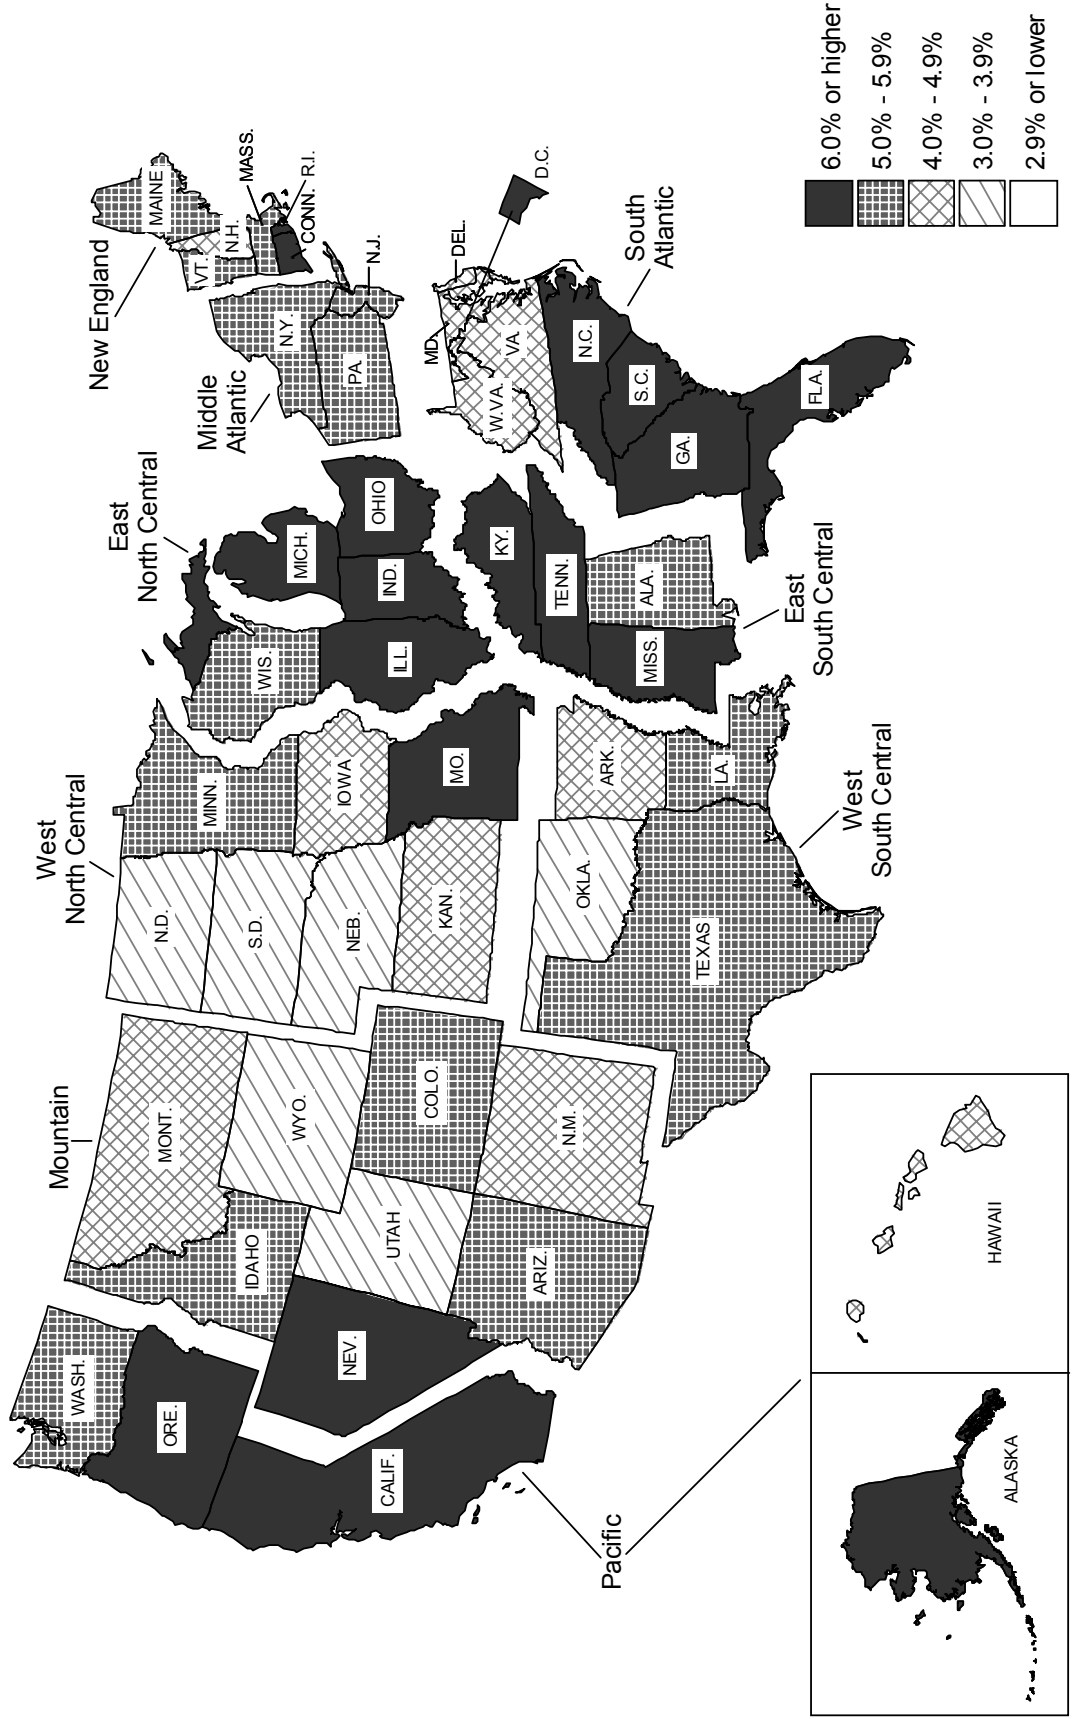 New England
Middle
Atlantic
East
North Central
West
North Central
Mountain
Pacific
South
Atlantic
East
South Central
West
South Central
WASH.
ORE.
CALIF.
NEV.
IDAHO
MONT.
WYO.
UTAH
COLO.
ARIZ.
N.M.
N.D.
S.D.
NEB.
KAN.
MINN.
IOWA
MO.
OKLA.
TEXAS
ARK.
LA.
WIS.
MICH.
ILL.
IND.
OHIO
KY.
TENN.
MISS.
ALA.
N.Y.
PA.
N.J.
MAINE
VT.
N.H.
MASS.
CONN.
R.I.
DEL.
MD.
D.C.
W.VA.
VA.
N.C.
S.C.
GA.
FLA.
ALASKA
HAWAII
6.0% or higher
5.0% - 5.9%
4.0% - 4.9%
3.0% - 3.9%
2.9% or lower